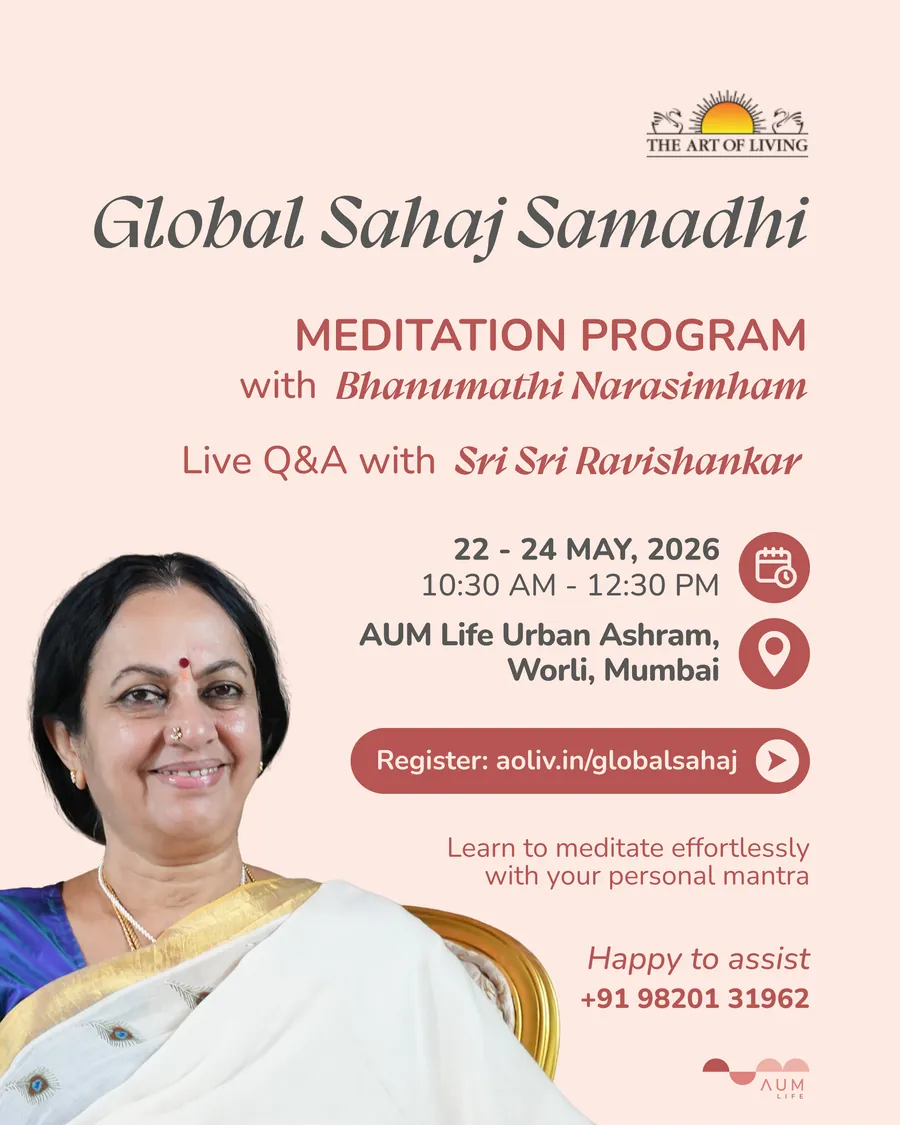 THE ART OF LIVING
Global Sahaj Samadhi
MEDITATION PROGRAM
with Bhanumathi Narasimham
Live Q&A with Sri Sri Ravishankar
22 - 24 MAY, 2026
10:30 AM - 12:30 PM
AUM Life Urban Ashram,
Worli, Mumbai
Register: aoliv.in/globalsahaj
Learn to meditate effortlessly
with your personal mantra
Happy to assist
+91 98201 31962
AUM
LIFE